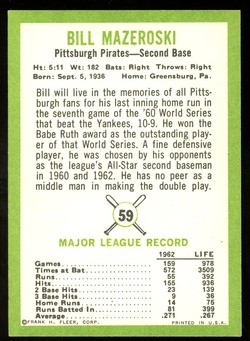 BILL MAZEROSKI
Pittsburgh Pirates—Second Base
Ht: 5:11 Wt: 182 Bats: Right Throws: Right
Born: Sept. 5, 1936 Home: Greensburg, Pa.
Bill will live in the memories of all Pitts-
burgh fans for his last inning home run in
the seventh game of the '60 World Series
that beat the Yankees, 10-9. He won the
Babe Ruth award as the outstanding player
of that World Series. A fine defensive
player, he was chosen by his opponents
as the league's All-Star second baseman
in 1960 and 1962. He has no peer as a
middle man in making the double play.
59
MAJOR LEAGUE RECORD
1962 LIFE
Games 159 978
Times at Bat 572 3509
Runs 55 392
Hits 155 936
2 Base Hits 23 139
3 Base Hits 9 36
Home Runs 14 75
Runs Batted In 81 399
Average .271 .267
©FRANK H. FLEER, CORP. PRINTED IN U.S.A.